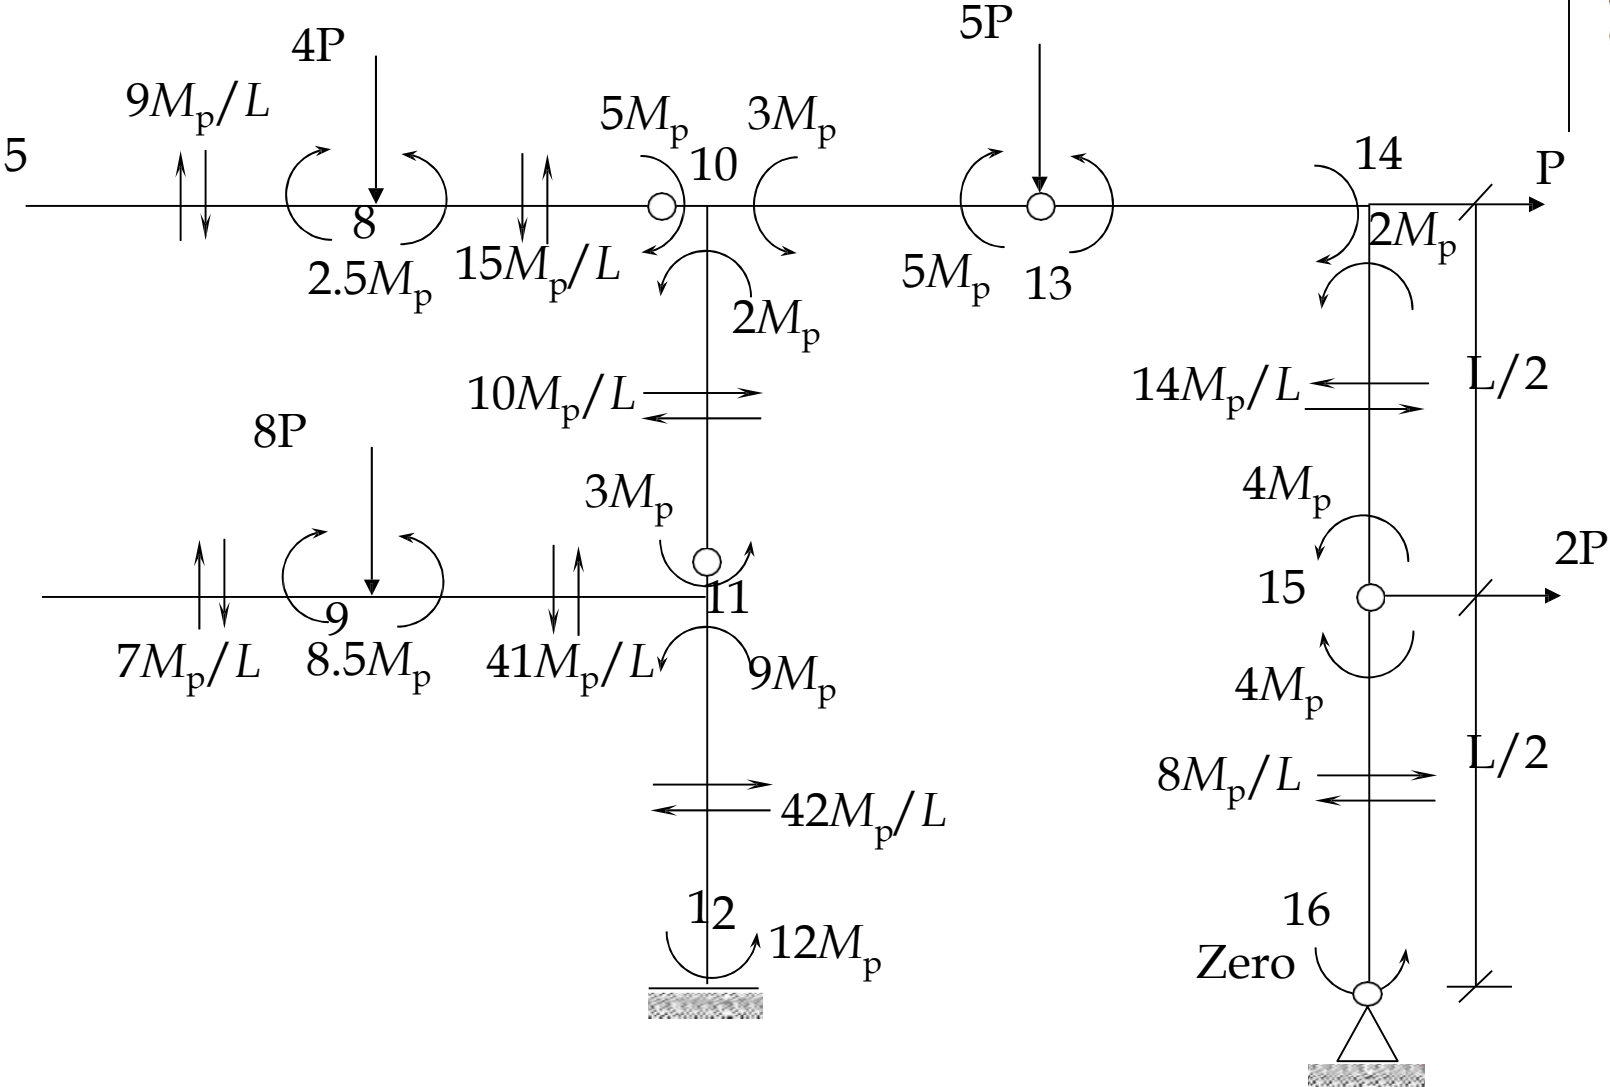 5P
4P
9Mp/L
5Mp
3Mp
5
10
14
P
8
2Mp
15Mp/L
2.5Mp
5Mp
13
2Mp
10Mp/L
14Mp/L
L/2
8P
3Mp
4Mp
2P
11
15
9
7Mp/L
8.5Mp
41Mp/L
9Mp
4Mp
L/2
8Mp/L
42Mp/L
12
16
12Mp
Zero